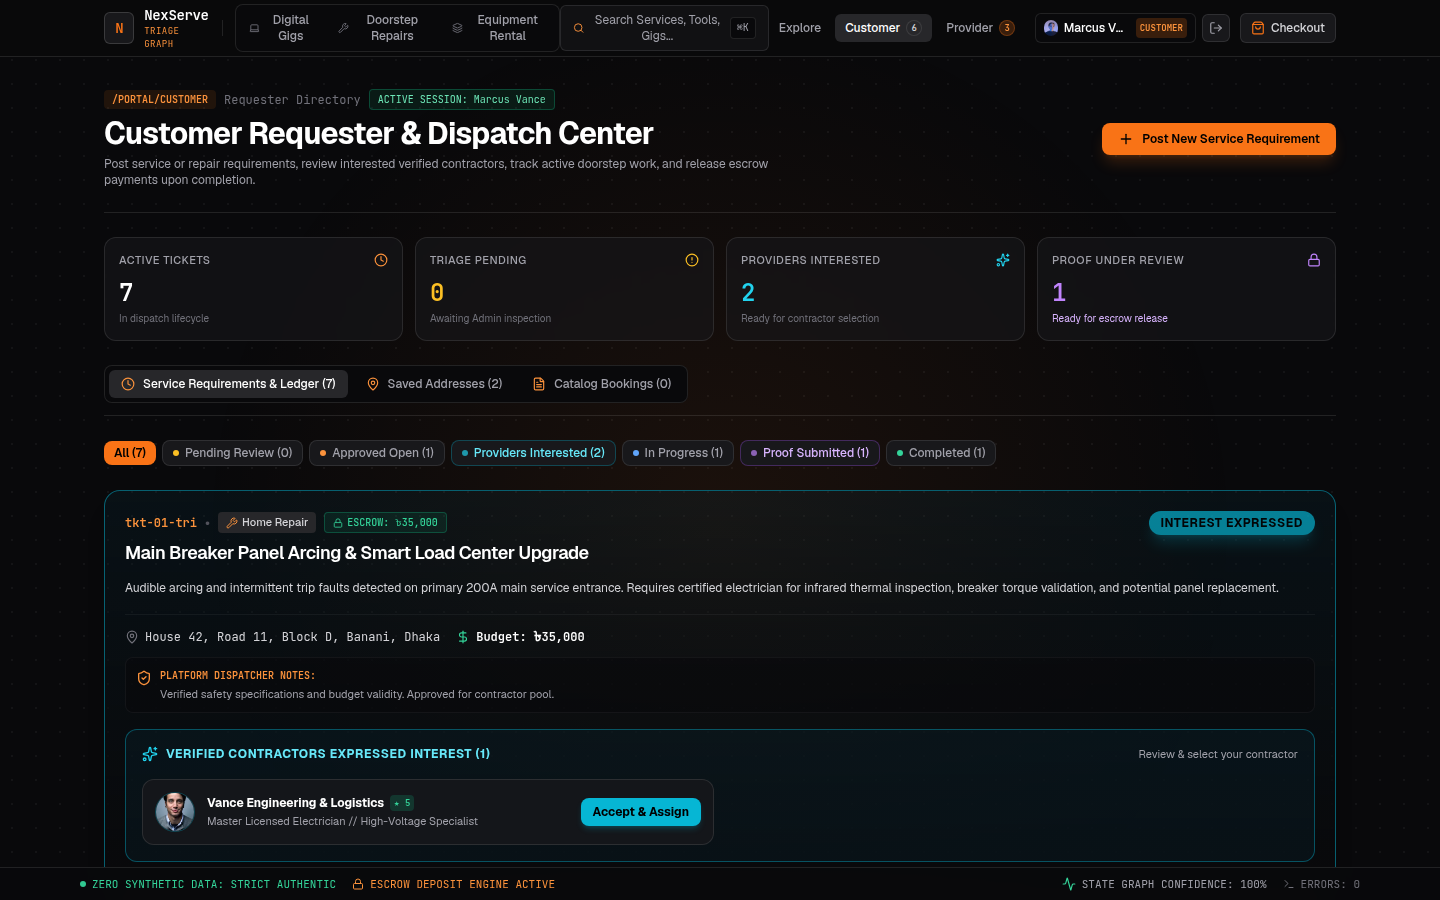 N
NexServe
TRIAGE
GRAPH
Digital
Gigs
Doorstep
Repairs
Equipment
Rental
Search Services, Tools,
Gigs...
⌘K
Explore
Customer 6
Provider 3
Marcus V...
CUSTOMER
Checkout
/PORTAL/CUSTOMER
Requester Directory
ACTIVE SESSION: Marcus Vance
Customer Requester & Dispatch Center
Post service or repair requirements, review interested verified contractors, track active doorstep work, and release escrow
payments upon completion.
Post New Service Requirement
ACTIVE TICKETS
7
In dispatch lifecycle
TRIAGE PENDING
0
Awaiting Admin inspection
PROVIDERS INTERESTED
2
Ready for contractor selection
PROOF UNDER REVIEW
1
Ready for escrow release
Service Requirements & Ledger (7)
Saved Addresses (2)
Catalog Bookings (0)
All (7)
Pending Review (0)
Approved Open (1)
Providers Interested (2)
In Progress (1)
Proof Submitted (1)
Completed (1)
tkt-01-tri •
Home Repair
ESCROW: ৳35,000
INTEREST EXPRESSED
Main Breaker Panel Arcing & Smart Load Center Upgrade
Audible arcing and intermittent trip faults detected on primary 200A main service entrance. Requires certified electrician for infrared thermal inspection, breaker torque validation, and potential panel replacement.
House 42, Road 11, Block D, Banani, Dhaka
Budget: ৳35,000
PLATFORM DISPATCHER NOTES:
Verified safety specifications and budget validity. Approved for contractor pool.
VERIFIED CONTRACTORS EXPRESSED INTEREST (1)
Review & select your contractor
Vance Engineering & Logistics
★ 5
Master Licensed Electrician // High-Voltage Specialist
Accept & Assign
ZERO SYNTHETIC DATA: STRICT AUTHENTIC
ESCROW DEPOSIT ENGINE ACTIVE
STATE GRAPH CONFIDENCE: 100%
ERRORS: 0